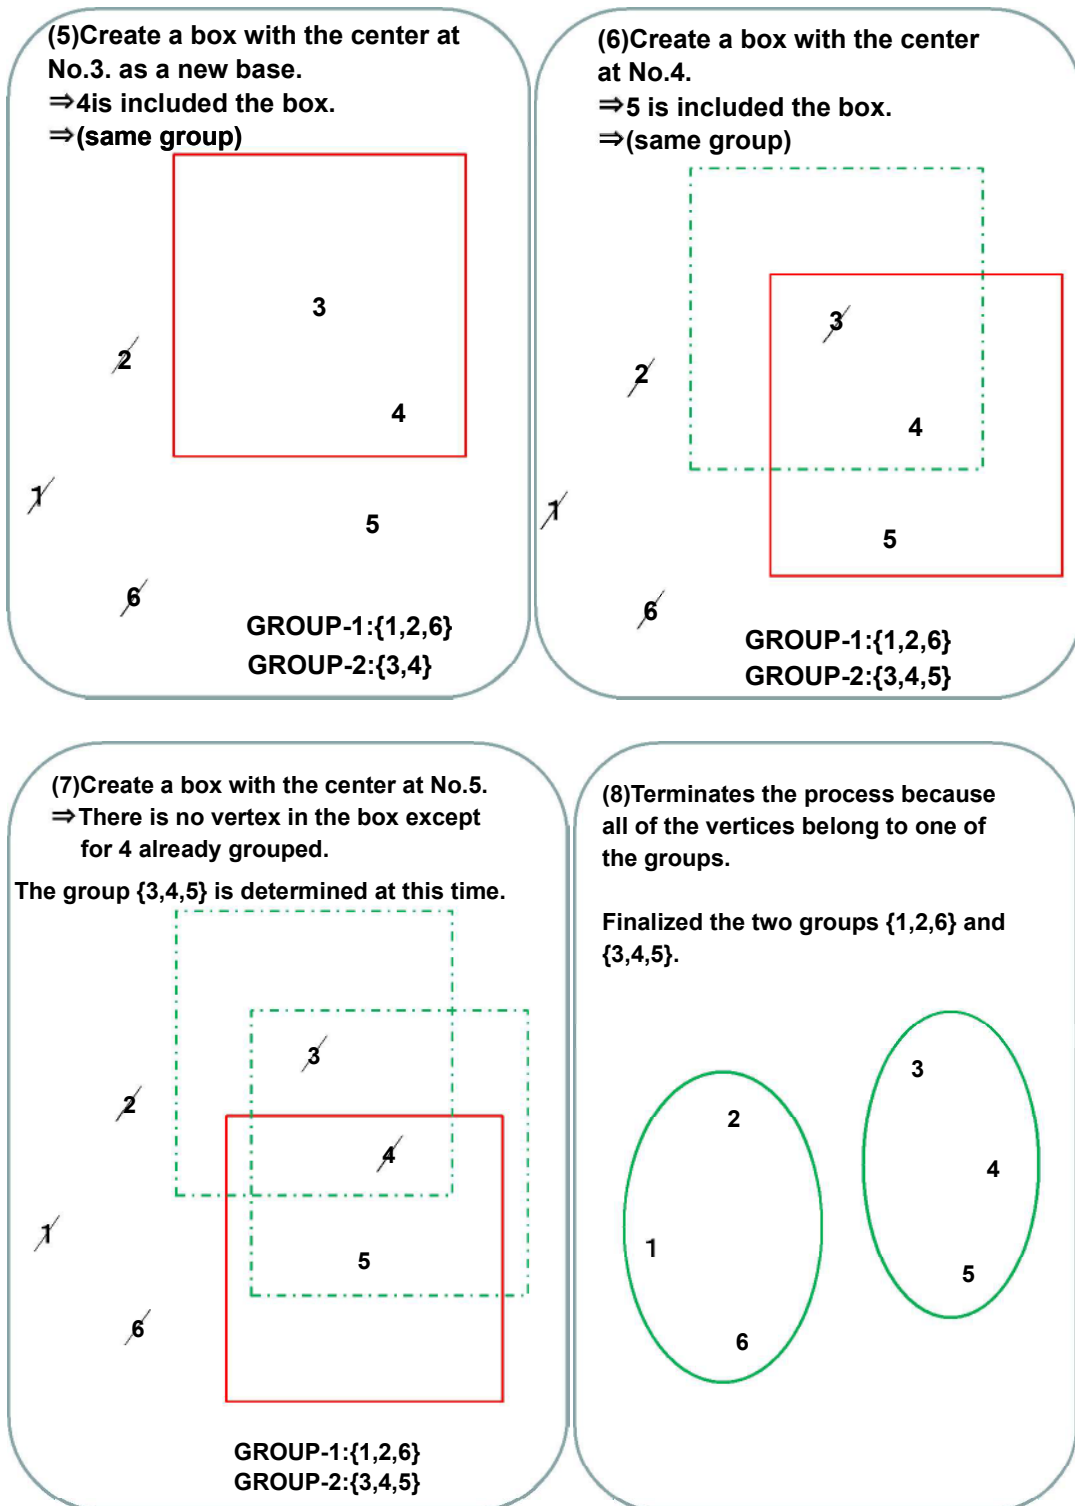 (5)Create a box with the center at
No.3. as a new base.
⇒4is included the box.
⇒(same group)
3
2
4
1
5
6
GROUP-1:{1,2,6}
GROUP-2:{3,4}
(6)Create a box with the center
at No.4.
⇒5 is included the box.
⇒(same group)
3
2
4
1
5
6
GROUP-1:{1,2,6}
GROUP-2:{3,4,5}
(7)Create a box with the center at No.5.
⇒There is no vertex in the box except
for 4 already grouped.
The group {3,4,5} is determined at this time.
3
2
4
1
5
6
GROUP-1:{1,2,6}
GROUP-2:{3,4,5}
(8)Terminates the process because
all of the vertices belong to one of
the groups.
Finalized the two groups {1,2,6} and
{3,4,5}.
3
2
4
1
5
6